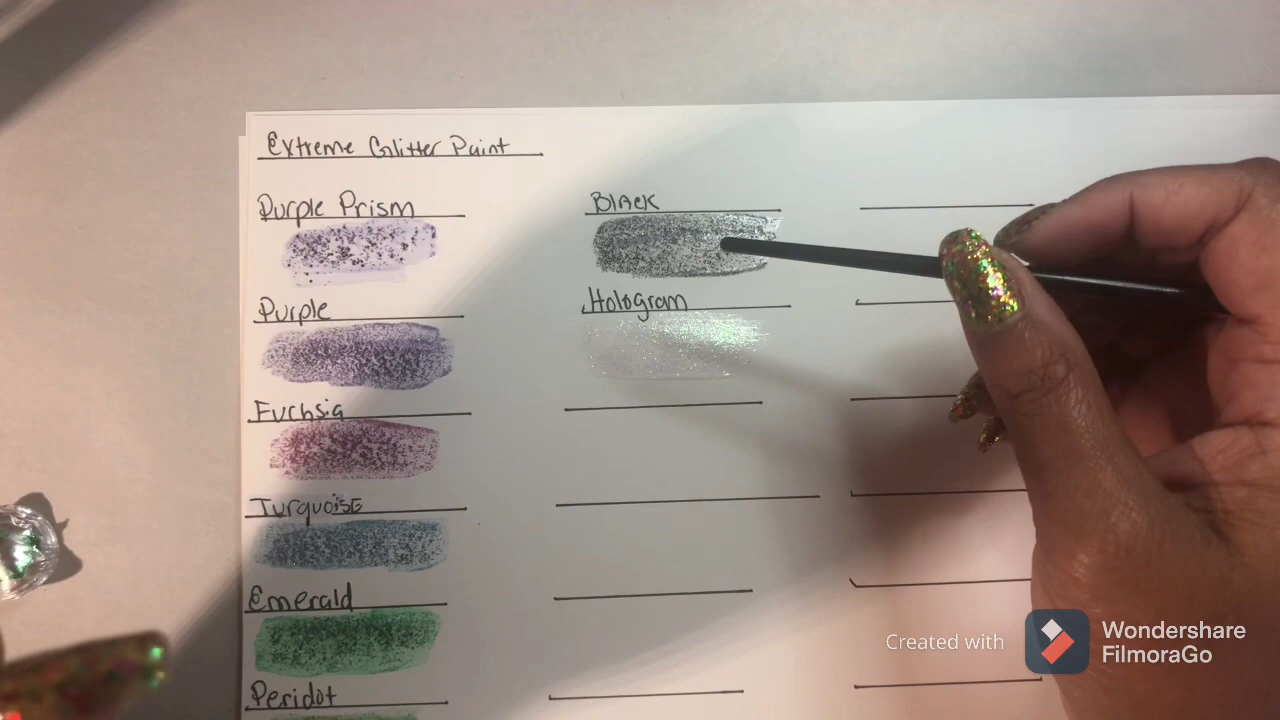 Extreme Glitter Paint
Purple Prism
Purple
Fuchsia
Turquoise
Emerald
Peridot
Black
Hologram
Created with
Wondershare
FilmoraGo